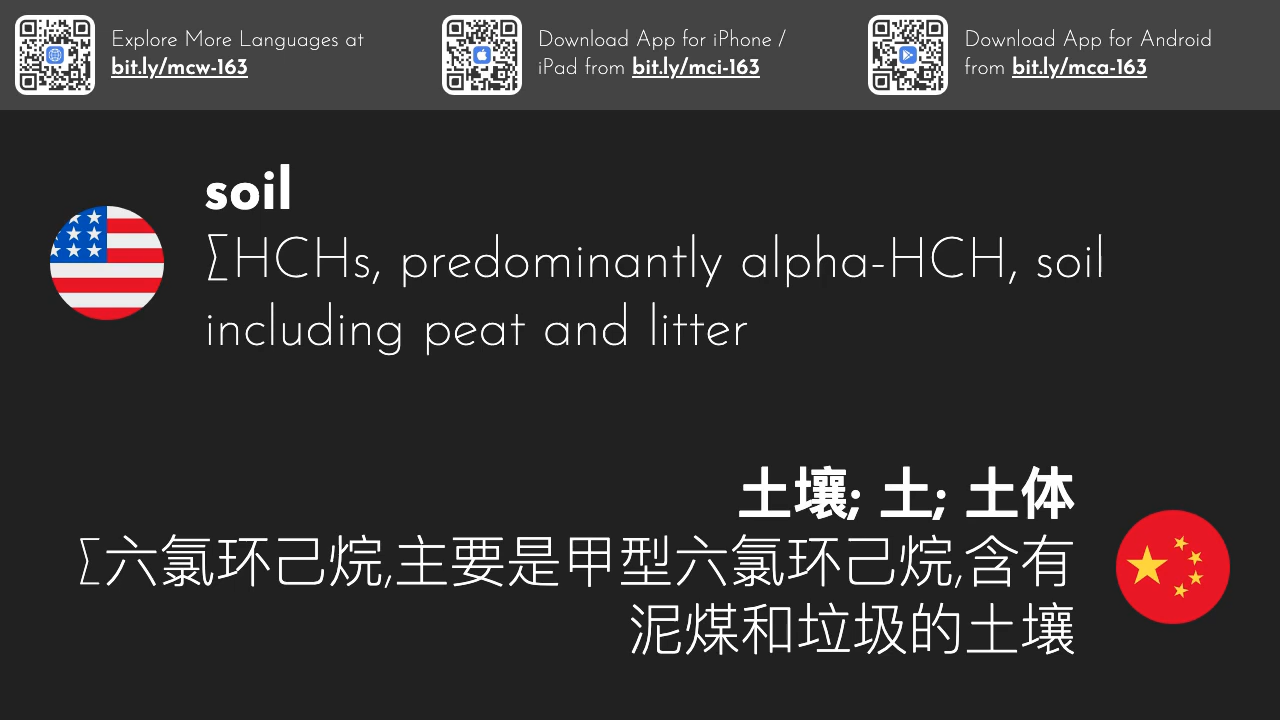 Explore More Languages at
bit.ly/mcw-163
Download App for iPhone /
iPad from bit.ly/mci-163
Download App for Android
from bit.ly/mca-163
soil
∑HCHs, predominantly alpha-HCH, soil
including peat and litter
土壤; 土; 土体
∑六氯环己烷,主要是甲型六氯环己烷,含有
泥煤和垃圾的土壤